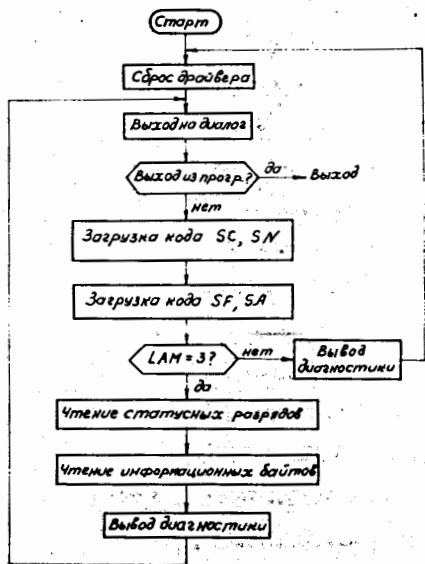 Старт
Сброс драйвера
Выход на диалог
Выход из прогр.?
да
Выход
нет
Загрузка кода SC, SN
Загрузка кода SF, SA
LAM = 3?
нет
Вывод
диагностики
да
Чтение статусных разрядов
Чтение информационных байтов
Вывод диагностики